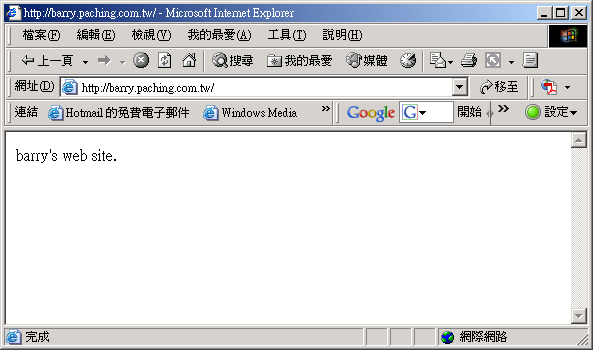 http://barry.paching.com.tw/ - Microsoft Internet Explorer
檔案(F) 編輯(E) 檢視(V) 我的最愛(A) 工具(T) 說明(H)
上一頁 搜尋 我的最愛 媒體
網址(D) http://barry.paching.com.tw/ 移至
連結 Hotmail 的免費電子郵件 Windows Media » Google G 開始 » 設定
barry's web site.
完成 網際網路